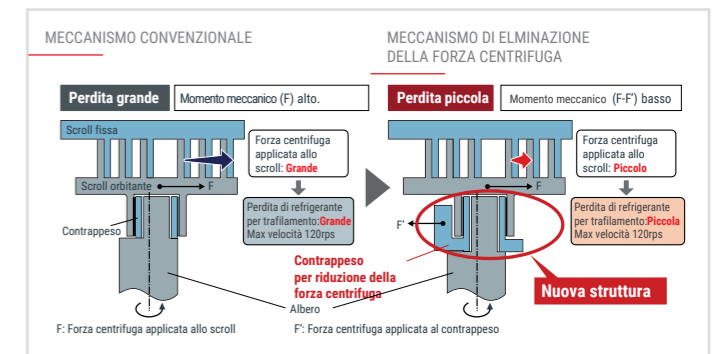 MECCANISMO CONVENZIONALE
MECCANISMO DI ELMINAZIONE
DELLA FORZA CENTRIFUGA
Perdita grande
Momento meccanico (F) alto.
Scroll fissa
Forza centrifuga
applicata allo
scroll: Grande
Scroll orbitante
F
Perdita di refrigerante
per trafilamento:Grande
Max velocità 120rps
Contrappeso
Perdita piccola
Momento meccanico (F-F') basso
Forza centrifuga
applicata allo
scroll: Piccolo
F
F'
Perdita di refrigerante
per trafilamento:Piccola
Max velocità 120rps
Contrappeso
per riduzione della
forza centrifuga
Nuova struttura
Albero
F: Forza centrifuga applicata allo scroll
F': Forza centrifuga applicata al contrappeso